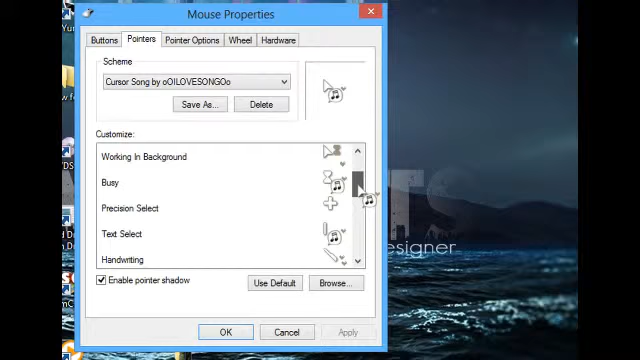 Mouse Properties
Buttons Pointers Pointer Options Wheel Hardware
Scheme
Cursor Song by oOILOVESONGOo
Save As... Delete
Customize:
Working In Background
Busy
Precision Select
Text Select
Handwriting
Enable pointer shadow
Use Default Browse...
OK Cancel Apply
esigner